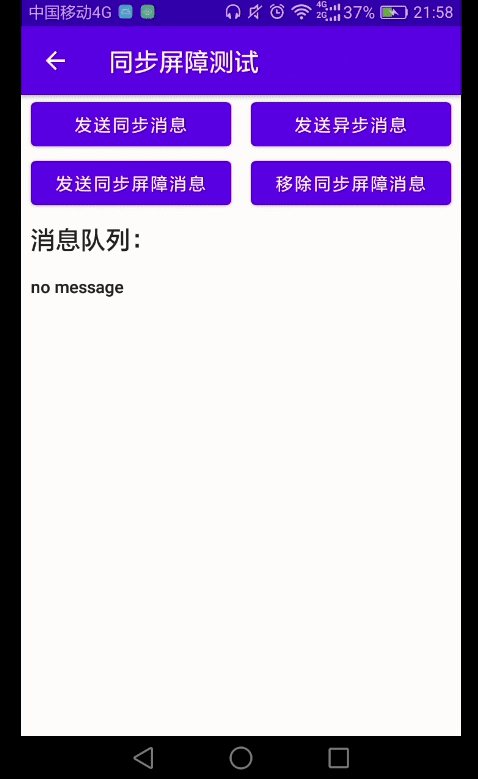 中国移动4G 4G 2G 37% 21:58
同步屏障测试
发送同步消息 发送异步消息
发送同步屏障消息 移除同步屏障消息
消息队列：
no message